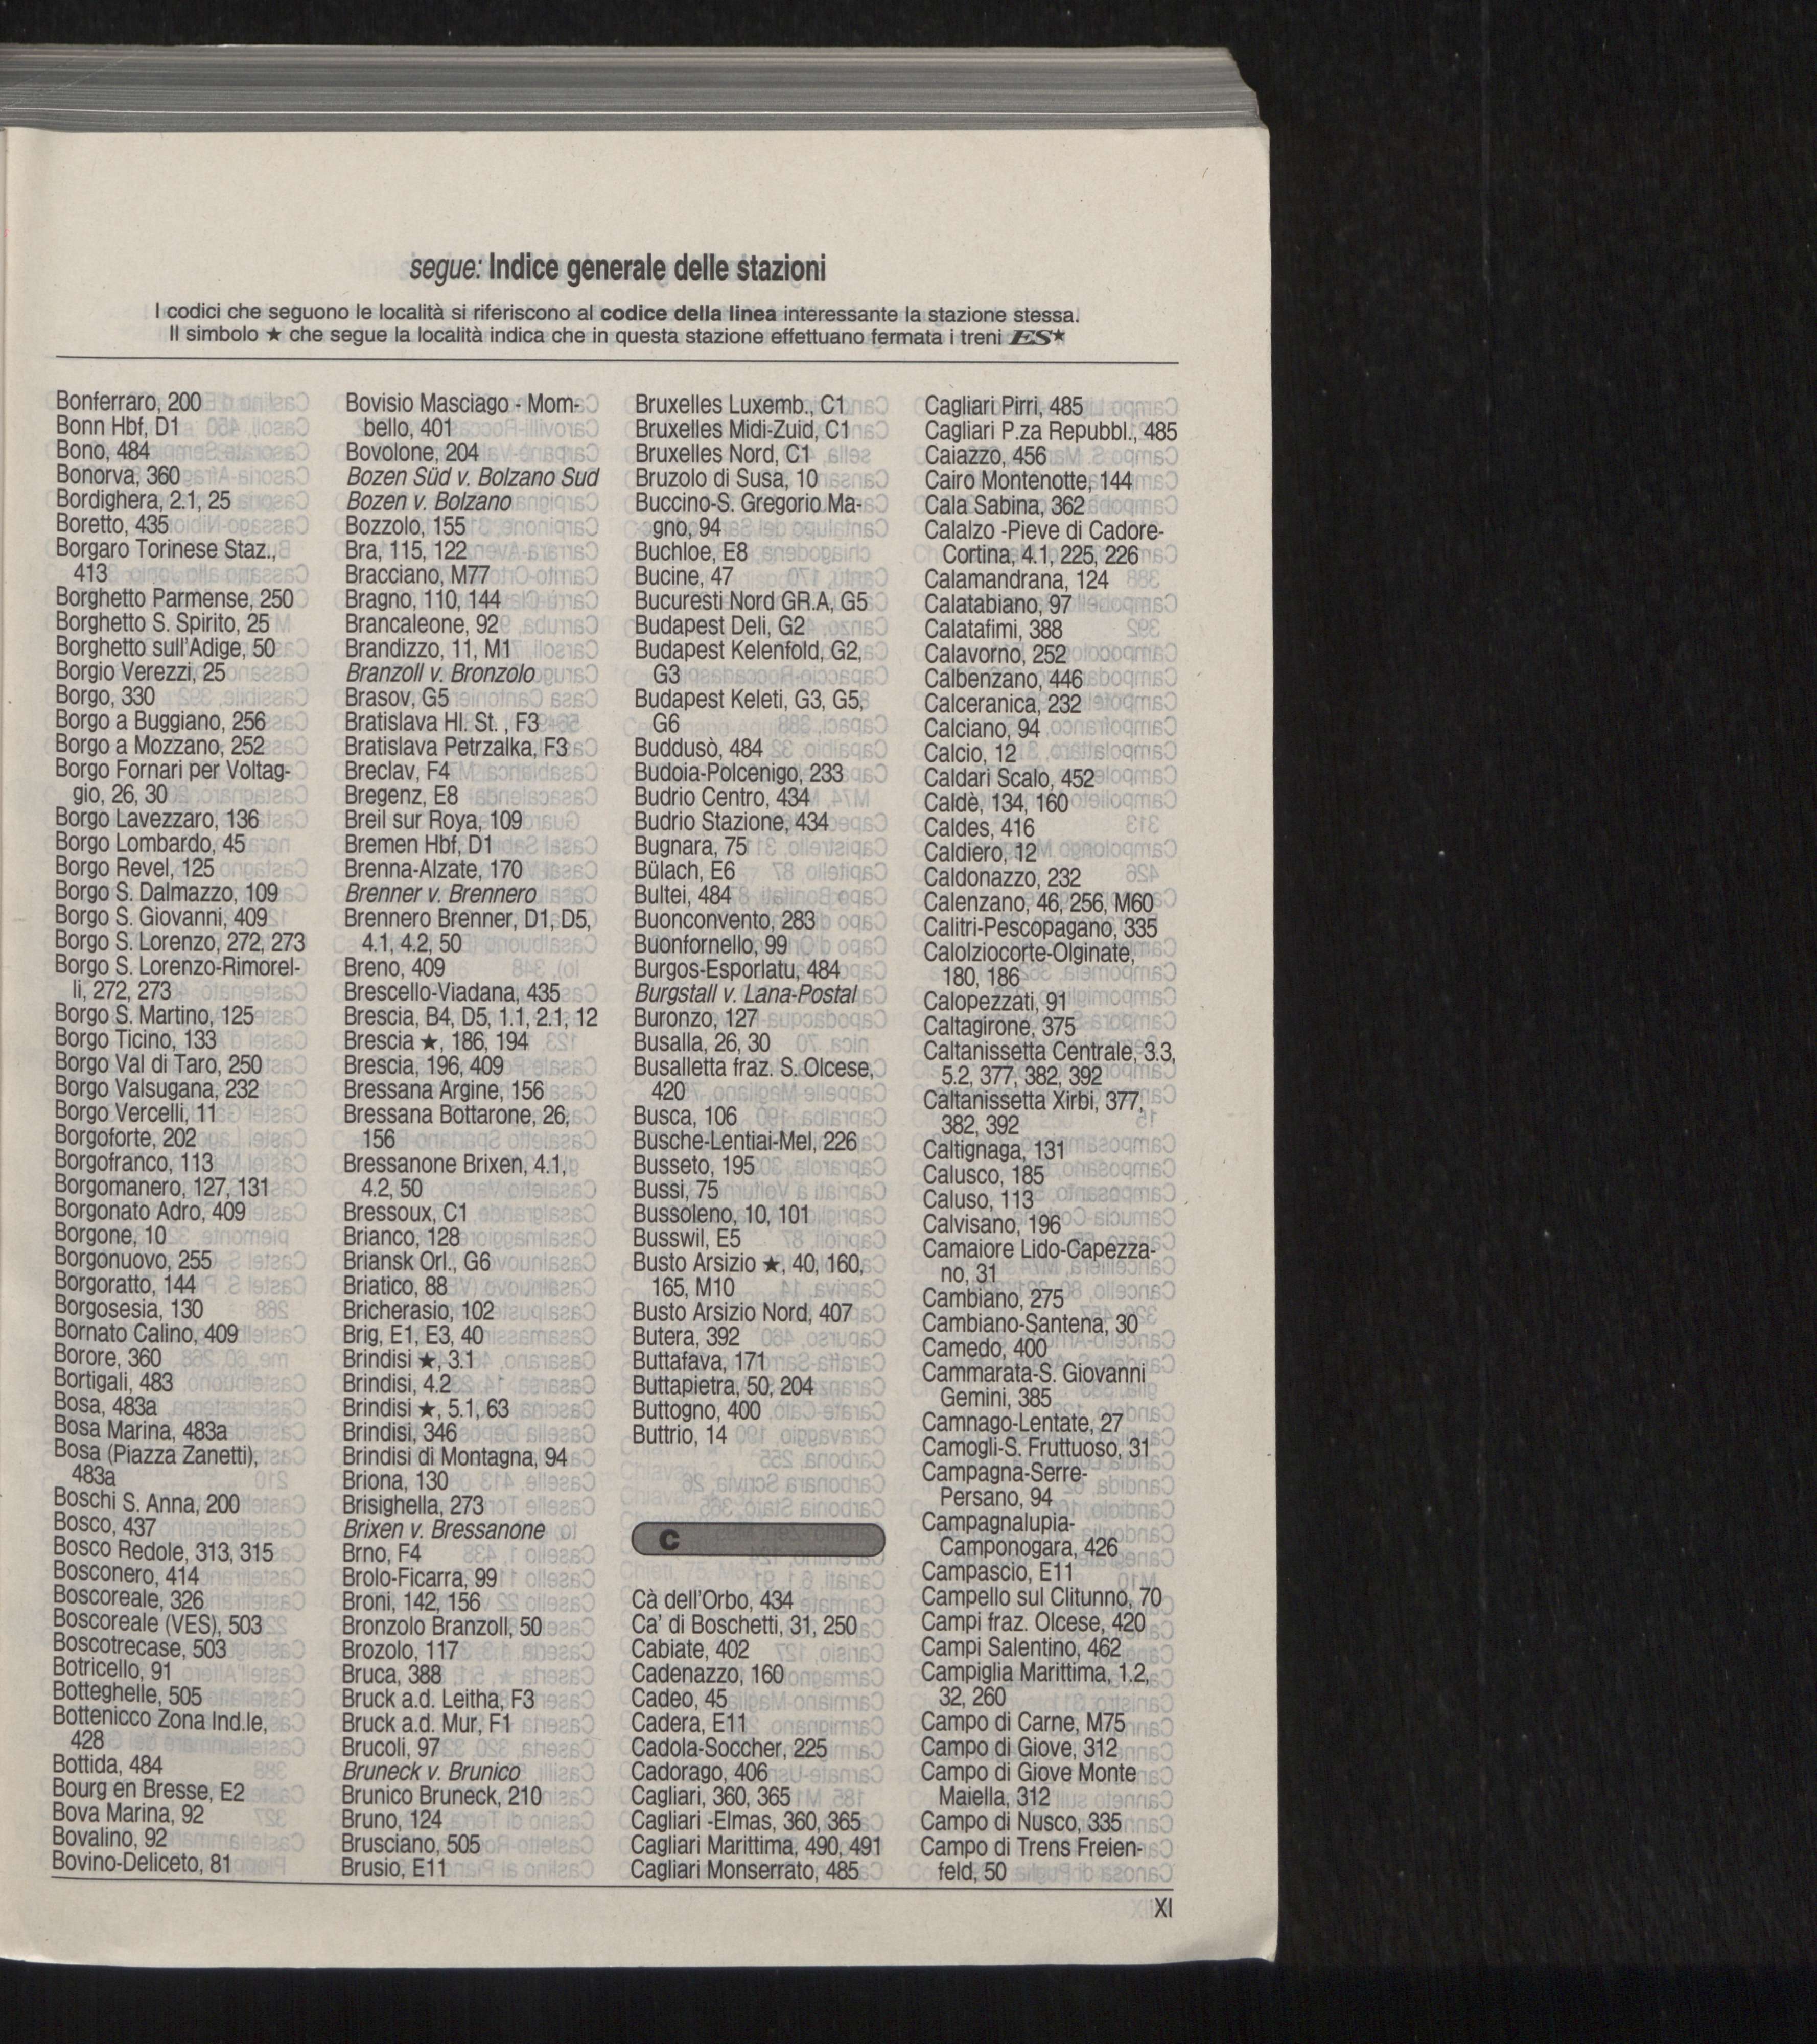 segue: Indice generale delle stazioni
I codici che seguono le località si riferiscono al codice della linea interessante la stazione stessa.
Il simbolo ★ che segue la località indica che in questa stazione effettuano fermata i treni ES★
Bonferraro, 200
Bonn Hbf, D1
Bono, 484
Bonorva, 360
Bordighera, 2.1, 25
Boretto, 435
Borgaro Torinese Staz.,
413
Borghetto Parmense, 250
Borghetto S. Spirito, 25
Borghetto sull'Adige, 50
Borgio Verezzi, 25
Borgo, 330
Borgo a Buggiano, 256
Borgo a Mozzano, 252
Borgo Fornari per Voltag-
gio, 26, 30
Borgo Lavezzaro, 136
Borgo Lombardo, 45
Borgo Revel, 125
Borgo S. Dalmazzo, 109
Borgo S. Giovanni, 409
Borgo S. Lorenzo, 272, 273
Borgo S. Lorenzo-Rimorel-
li, 272, 273
Borgo S. Martino, 125
Borgo Ticino, 133
Borgo Val di Taro, 250
Borgo Valsugana, 232
Borgo Vercelli, 11
Borgoforte, 202
Borgofranco, 113
Borgomanero, 127, 131
Borgonato Adro, 409
Borgone, 10
Borgonuovo, 255
Borgoratto, 144
Borgosesia, 130
Bornato Calino, 409
Borore, 360
Bortigali, 483
Bosa, 483a
Bosa Marina, 483a
Bosa (Piazza Zanetti),
483a
Boschi S. Anna, 200
Bosco, 437
Bosco Redole, 313, 315
Bosconero, 414
Boscoreale, 326
Boscoreale (VES), 503
Boscotrecase, 503
Botricello, 91
Botteghelle, 505
Bottenicco Zona Ind.le,
428
Bottida, 484
Bourg en Bresse, E2
Bova Marina, 92
Bovalino, 92
Bovino-Deliceto, 81
Bovisio Masciago - Mom-
bello, 401
Bovolone, 204
Bozen Süd v. Bolzano Sud
Bozen v. Bolzano
Bozzolo, 155
Bra, 115, 122
Bracciano, M77
Bragno, 110, 144
Brancaleone, 92
Brandizzo, 11, M1
Branzoll v. Bronzolo
Brasov, G5
Bratislava Hl. St. , F3
Bratislava Petrzalka, F3
Breclav, F4
Bregenz, E8
Breil sur Roya, 109
Bremen Hbf, D1
Brenna-Alzate, 170
Brenner v. Brennero
Brennero Brenner, D1, D5,
4.1, 4.2, 50
Breno, 409
Brescello-Viadana, 435
Brescia, B4, D5, 1.1, 2.1, 12
Brescia ★, 186, 194
Brescia, 196, 409
Bressana Argine, 156
Bressana Bottarone, 26,
156
Bressanone Brixen, 4.1,
4.2, 50
Bressoux, C1
Brianco, 128
Briansk Orl., G6
Briatico, 88
Bricherasio, 102
Brig, E1, E3, 40
Brindisi ★, 3.1
Brindisi, 4.2
Brindisi ★, 5.1, 63
Brindisi, 346
Brindisi di Montagna, 94
Briona, 130
Brisighella, 273
Brixen v. Bressanone
Brno, F4
Brolo-Ficarra, 99
Broni, 142, 156
Bronzolo Branzoll, 50
Brozolo, 117
Bruca, 388
Bruck a.d. Leitha, F3
Bruck a.d. Mur, F1
Brucoli, 97
Bruneck v. Brunico
Brunico Bruneck, 210
Bruno, 124
Brusciano, 505
Brusio, E11
Bruxelles Luxemb., C1
Bruxelles Midi-Zuid, C1
Bruxelles Nord, C1
Bruzolo di Susa, 10
Buccino-S. Gregorio Ma-
gno, 94
Buchloe, E8
Bucine, 47
Bucuresti Nord GR.A, G5
Budapest Deli, G2
Budapest Kelenfold, G2,
G3
Budapest Keleti, G3, G5,
G6
Buddusò, 484
Budoia-Polcenigo, 233
Budrio Centro, 434
Budrio Stazione, 434
Bugnara, 75
Bülach, E6
Bultei, 484
Buonconvento, 283
Buonfornello, 99
Burgos-Esporlatu, 484
Burgstall v. Lana-Postal
Buronzo, 127
Busalla, 26, 30
Busalletta fraz. S. Olcese,
420
Busca, 106
Busche-Lentiai-Mel, 226
Busseto, 195
Bussi, 75
Bussoleno, 10, 101
Busswil, E5
Busto Arsizio ★, 40, 160,
165, M10
Busto Arsizio Nord, 407
Butera, 392
Buttafava, 171
Buttapietra, 50, 204
Buttogno, 400
Buttrio, 14
C
Cà dell'Orbo, 434
Ca' di Boschetti, 31, 250
Cabiate, 402
Cadenazzo, 160
Cadeo, 45
Cadera, E11
Cadola-Soccher, 225
Cadorago, 406
Cagliari, 360, 365
Cagliari -Elmas, 360, 365
Cagliari Marittima, 490, 491
Cagliari Monserrato, 485
Cagliari Pirri, 485
Cagliari P.za Repubbl., 485
Caiazzo, 456
Cairo Montenotte, 144
Cala Sabina, 362
Calalzo -Pieve di Cadore-
Cortina, 4.1, 225, 226
Calamandrana, 124
Calatabiano, 97
Calatafimi, 388
Calavorno, 252
Calbenzano, 446
Calceranica, 232
Calciano, 94
Calcio, 12
Caldari Scalo, 452
Caldè, 134, 160
Caldes, 416
Caldiero, 12
Caldonazzo, 232
Calenzano, 46, 256, M60
Calitri-Pescopagano, 335
Calolziocorte-Olginate,
180, 186
Calopezzati, 91
Caltagirone, 375
Caltanissetta Centrale, 3.3,
5.2, 377, 382, 392
Caltanissetta Xirbi, 377,
382, 392
Caltignaga, 131
Calusco, 185
Caluso, 113
Calvisano, 196
Camaiore Lido-Capezza-
no, 31
Cambiano, 275
Cambiano-Santena, 30
Camedo, 400
Cammarata-S. Giovanni
Gemini, 385
Camnago-Lentate, 27
Camogli-S. Fruttuoso, 31
Campagna-Serre-
Persano, 94
Campagnalupia-
Camponogara, 426
Campascio, E11
Campello sul Clitunno, 70
Campi fraz. Olcese, 420
Campi Salentino, 462
Campiglia Marittima, 1.2,
32, 260
Campo di Carne, M75
Campo di Giove, 312
Campo di Giove Monte
Maiella, 312
Campo di Nusco, 335
Campo di Trens Freien-
feld, 50
XI